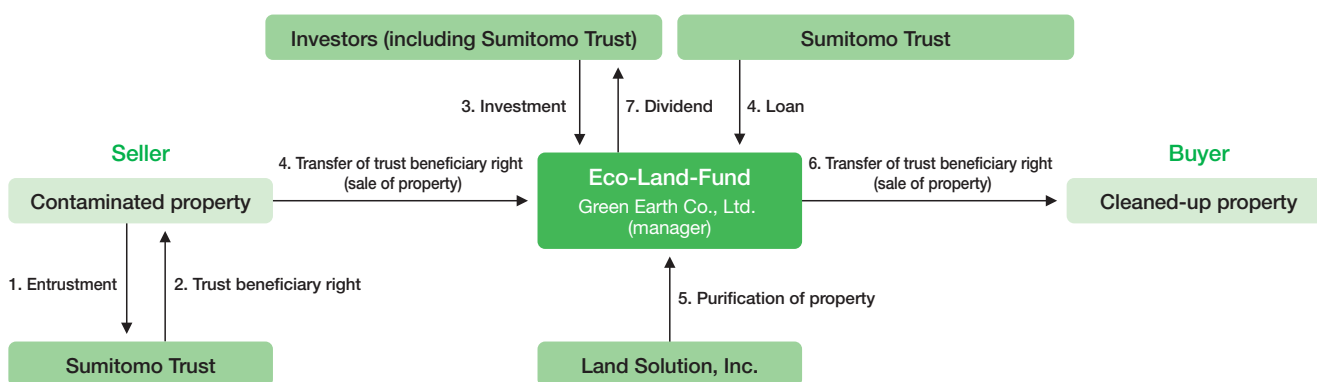 Investors (including Sumitomo Trust)
Sumitomo Trust
3. Investment
7. Dividend
4. Loan
Seller
Buyer
4. Transfer of trust beneficiary right
(sale of property)
6. Transfer of trust beneficiary right
(sale of property)
Contaminated property
Eco-Land-Fund
Green Earth Co., Ltd.
(manager)
Cleaned-up property
1. Entrustment
2. Trust beneficiary right
5. Purification of property
Sumitomo Trust
Land Solution, Inc.